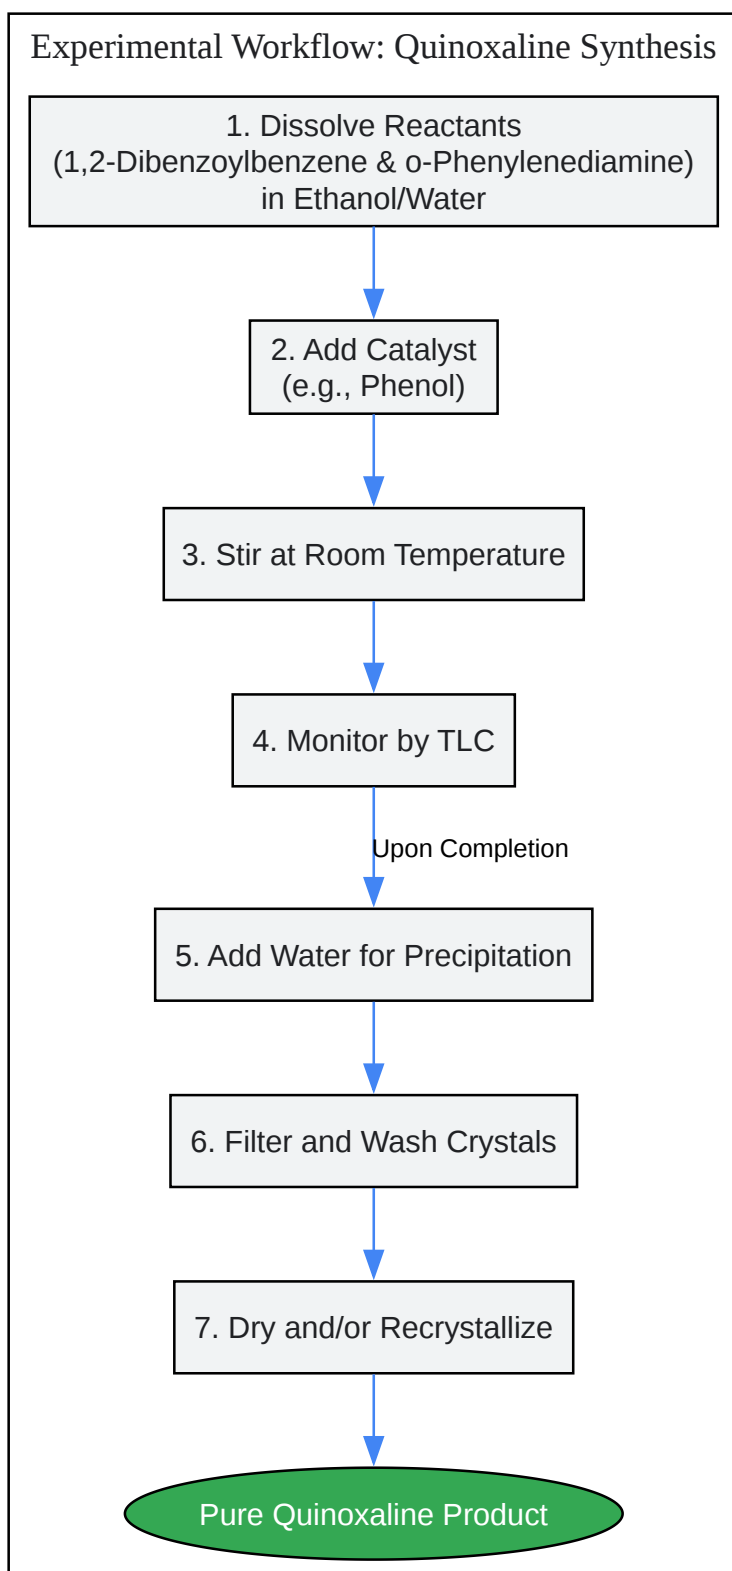 Experimental Workflow: Quinoxaline Synthesis
1. Dissolve Reactants
(1,2-Dibenzoylbenzene & o-Phenylenediamine)
in Ethanol/Water
2. Add Catalyst
(e.g., Phenol)
3. Stir at Room Temperature
4. Monitor by TLC
Upon Completion
5. Add Water for Precipitation
6. Filter and Wash Crystals
7. Dry and/or Recrystallize
Pure Quinoxaline Product